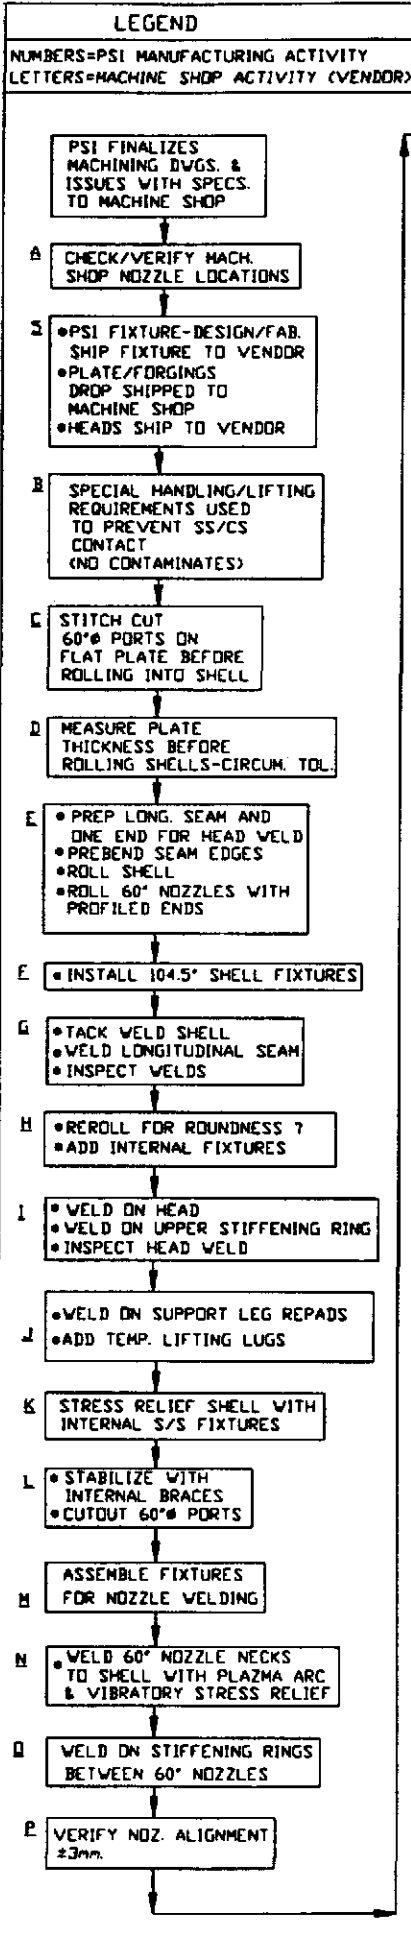 LEGEND
NUMBERS=PSI MANUFACTURING ACTIVITY
LETTERS=MACHINE SHOP ACTIVITY (VENDOR)
PSI FINALIZES
MACHINING DWGS. &
ISSUES WITH SPECS.
TO MACHINE SHOP
A
CHECK/VERIFY MACH.
SHOP NOZZLE LOCATIONS
5
•PSI FIXTURE-DESIGN/FAB.
SHIP FIXTURE TO VENDOR
•PLATE/FORGINGS
DROP SHIPPED TO
MACHINE SHOP
•HEADS SHIP TO VENDOR
B
SPECIAL HANDLING/LIFTING
REQUIREMENTS USED
TO PREVENT SS/CS
CONTACT
(NO CONTAMINATES)
C
STITCH CUT
60"ø PORTS ON
FLAT PLATE BEFORE
ROLLING INTO SHELL
D
MEASURE PLATE
THICKNESS BEFORE
ROLLING SHELLS-CIRCUM. TOL.
E
• PREP LONG. SEAM AND
ONE END FOR HEAD WELD
•PREBEND SEAM EDGES
•ROLL SHELL
•ROLL 60" NOZZLES WITH
PROFILED ENDS
F
• INSTALL 104.5" SHELL FIXTURES
G
•TACK WELD SHELL
•WELD LONGITUDINAL SEAM
•INSPECT WELDS
H
•REROLL FOR ROUNDNESS ?
•ADD INTERNAL FIXTURES
I
• WELD ON HEAD
•WELD ON UPPER STIFFENING RING
•INSPECT HEAD WELD
J
•WELD ON SUPPORT LEG REPADS
•ADD TEMP. LIFTING LUGS
K
STRESS RELIEF SHELL WITH
INTERNAL S/S FIXTURES
L
• STABILIZE WITH
INTERNAL BRACES
•CUTOUT 60"ø PORTS
M
ASSEMBLE FIXTURES
FOR NOZZLE WELDING
N
•WELD 60" NOZZLE NECKS
TO SHELL WITH PLAZMA ARC
& VIBRATORY STRESS RELIEF
O
WELD ON STIFFENING RINGS
BETWEEN 60" NOZZLES
P
VERIFY NOZ. ALIGNMENT
±3mm.